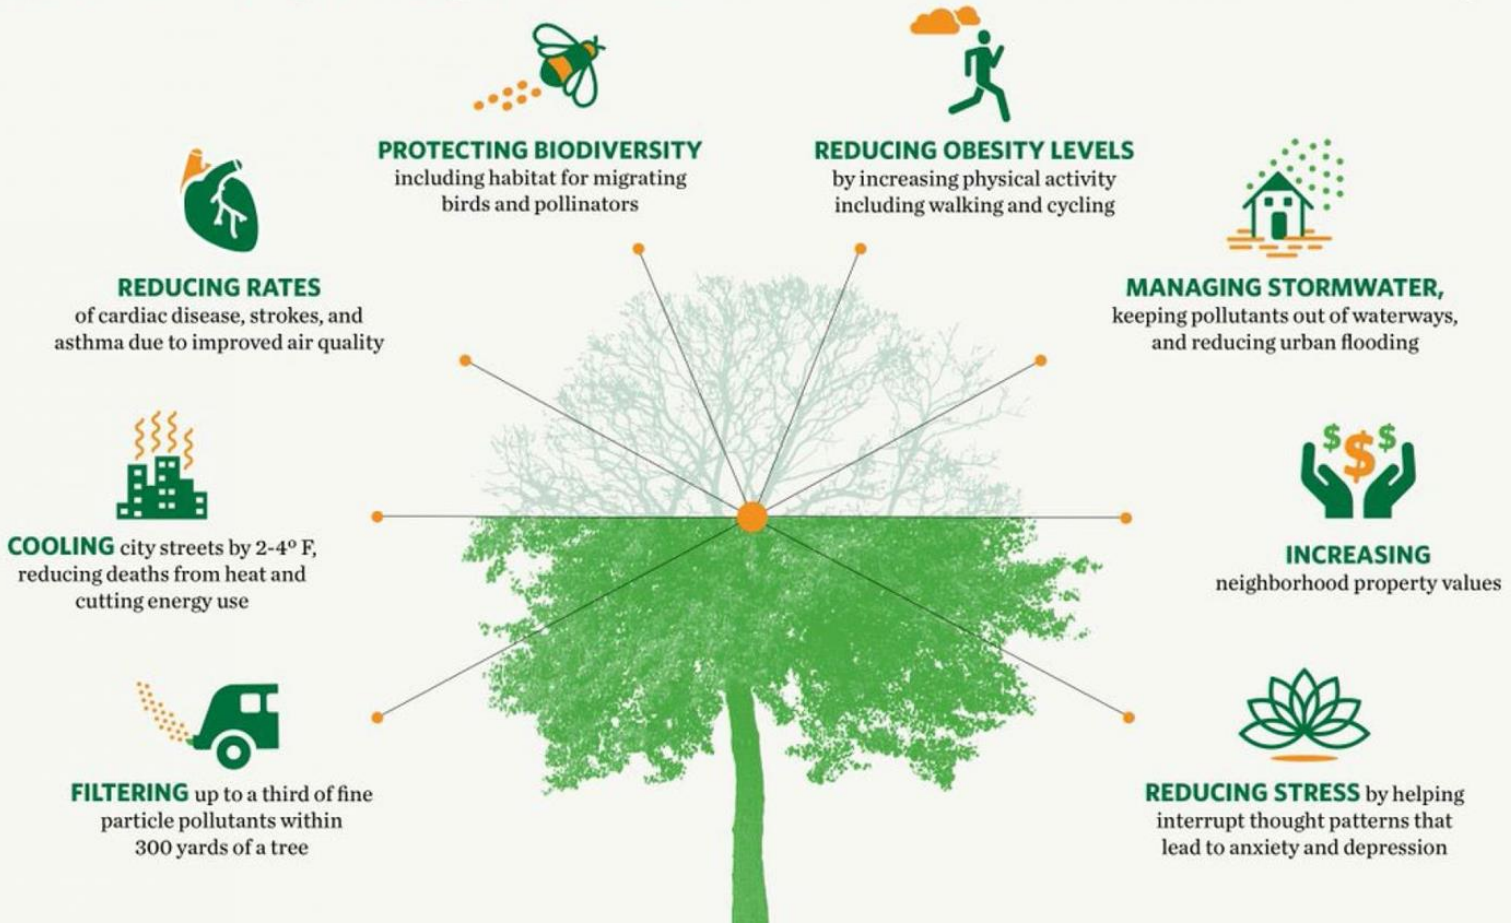 PROTECTING BIODIVERSITY
including habitat for migrating
birds and pollinators
REDUCING OBESITY LEVELS
by increasing physical activity
including walking and cycling
REDUCING RATES
of cardiac disease, strokes, and
asthma due to improved air quality
MANAGING STORMWATER,
keeping pollutants out of waterways,
and reducing urban flooding
COOLING city streets by 2-4º F,
reducing deaths from heat and
cutting energy use
$ $ $
INCREASING
neighborhood property values
FILTERING up to a third of fine
particle pollutants within
300 yards of a tree
REDUCING STRESS by helping
interrupt thought patterns that
lead to anxiety and depression